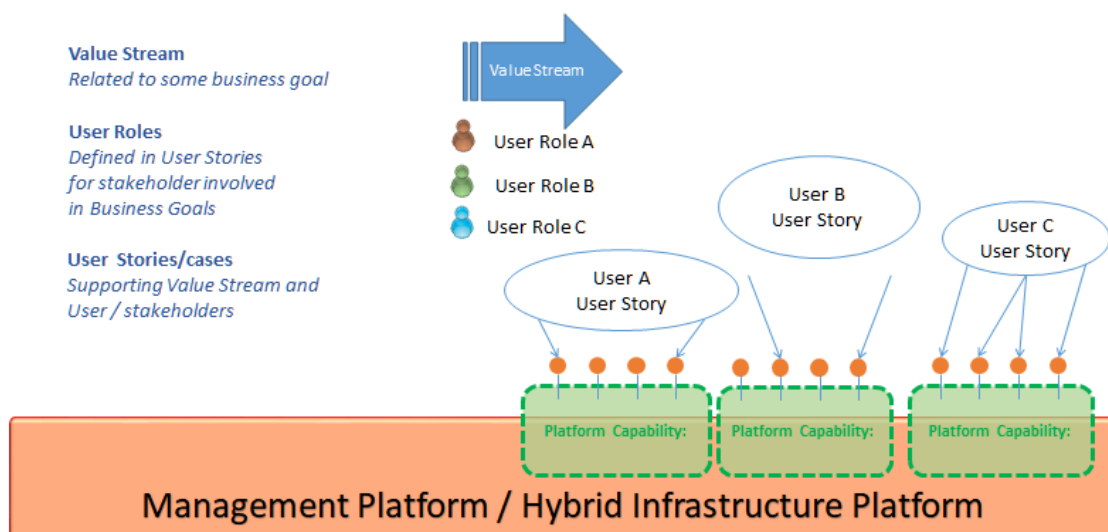 Value Stream
Related to some business goal
User Roles
Defined in User Stories
for stakeholder involved
in Business Goals
User Stories/cases
Supporting Value Stream and
User / stakeholders
Value Stream
User Role A
User Role B
User Role C
User A
User Story
User B
User Story
User C
User Story
Platform Capability:
Platform Capability:
Platform Capability:
Management Platform / Hybrid Infrastructure Platform